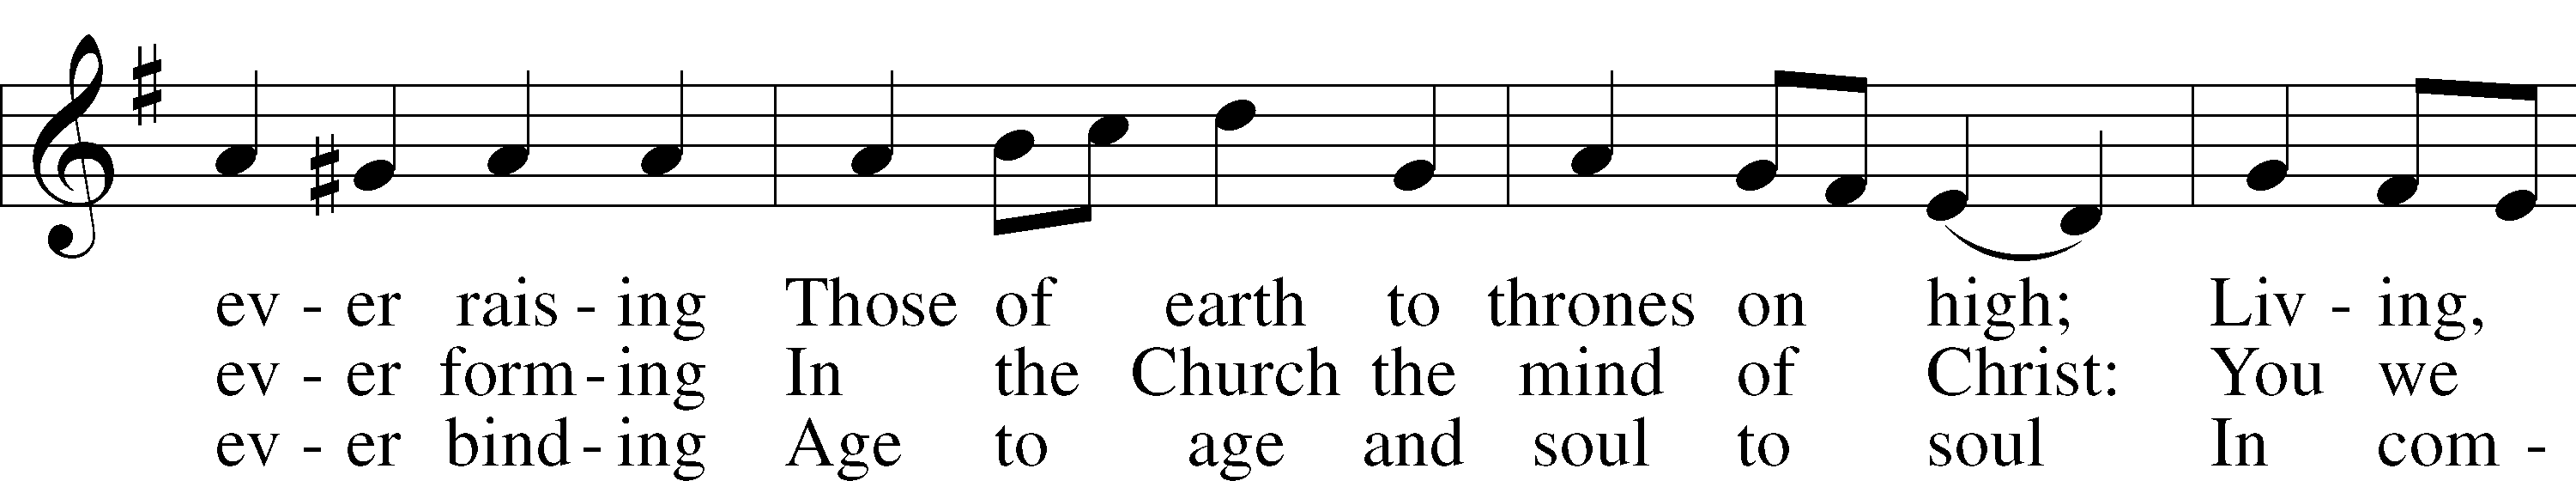 ev - er rais - ing Those of earth to thrones on high; Liv - ing,
ev - er form - ing In the Church the mind of Christ: You we
ev - er bind - ing Age to age and soul to soul In com -